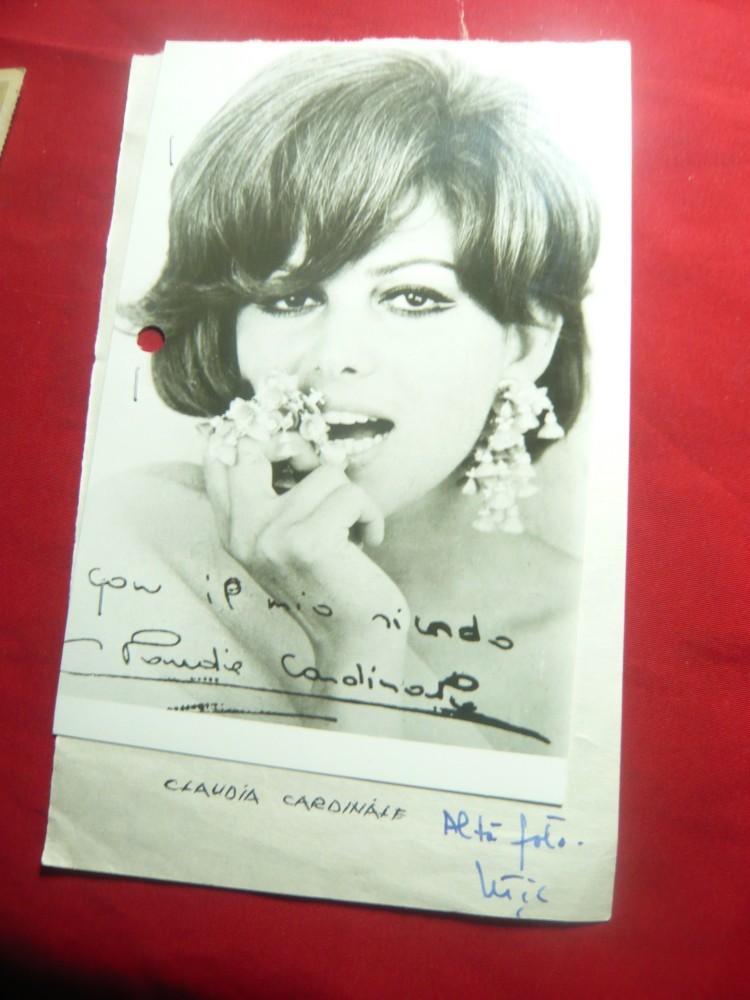 Con il mio ricordo
Claudia Cardinale
CLAUDIA CARDINALE
Altă foto.